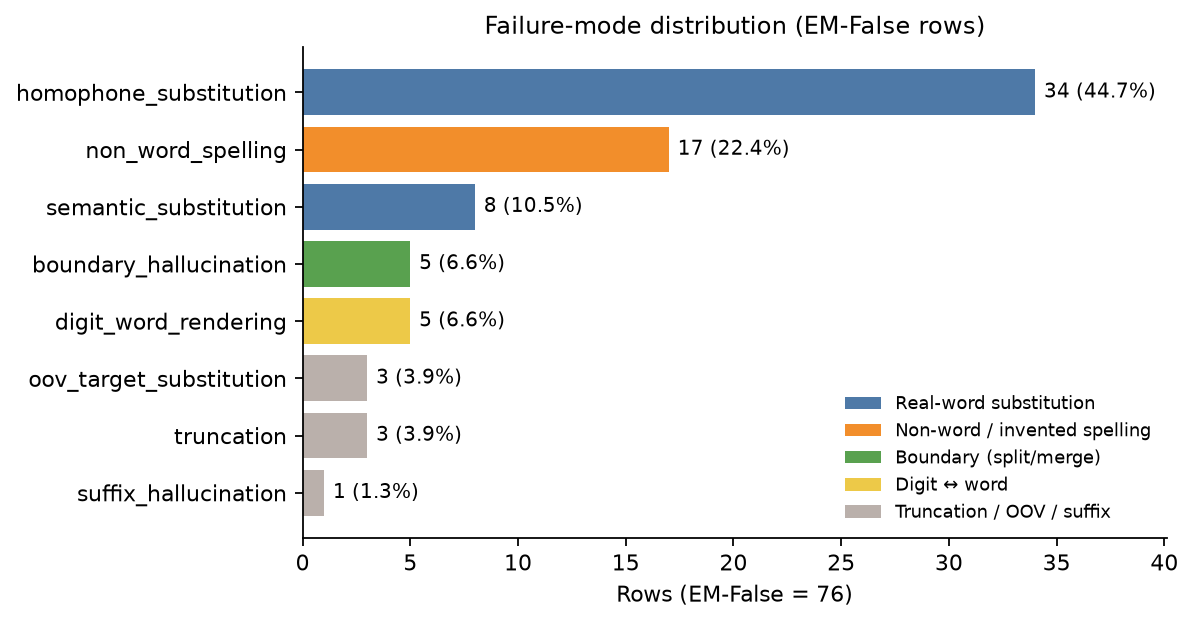 Failure-mode distribution (EM-False rows)
homophone_substitution 34 (44.7%)
non_word_spelling 17 (22.4%)
semantic_substitution 8 (10.5%)
boundary_hallucination 5 (6.6%)
digit_word_rendering 5 (6.6%)
oov_target_substitution 3 (3.9%)
truncation 3 (3.9%)
suffix_hallucination 1 (1.3%)
Real-word substitution
Non-word / invented spelling
Boundary (split/merge)
Digit ↔ word
Truncation / OOV / suffix
0 5 10 15 20 25 30 35 40
Rows (EM-False = 76)